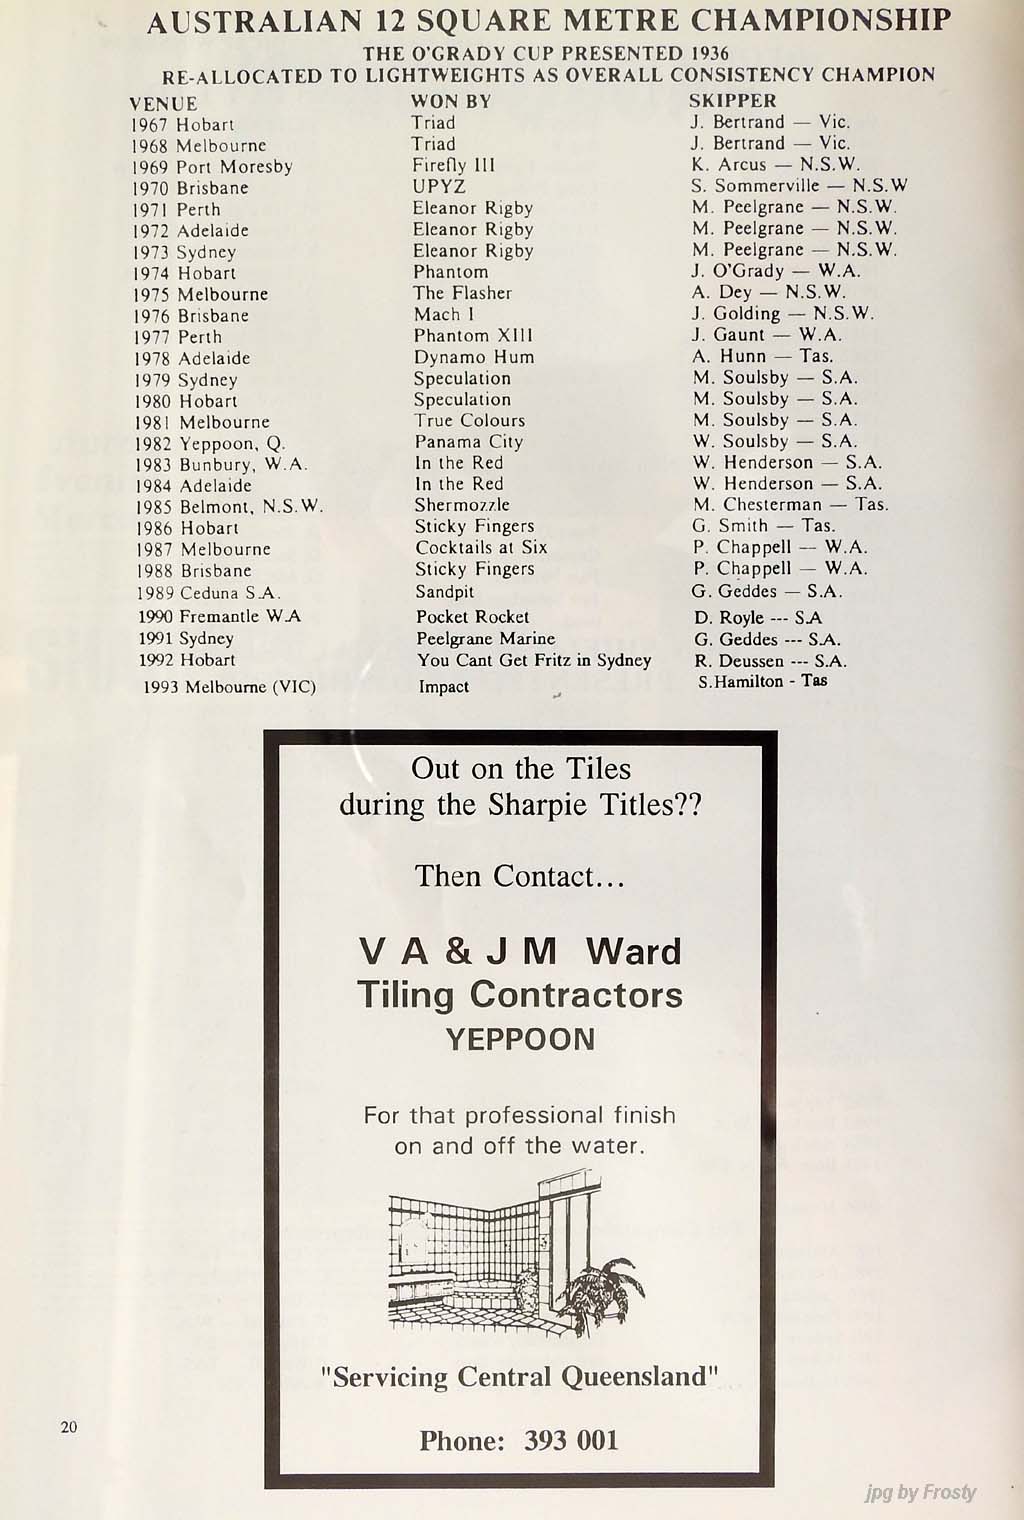 AUSTRALIAN 12 SQUARE METRE CHAMPIONSHIP
THE O'GRADY CUP PRESENTED 1936
RE-ALLOCATED TO LIGHTWEIGHTS AS OVERALL CONSISTENCY CHAMPION
VENUE WON BY SKIPPER
1967 Hobart Triad J. Bertrand — Vic.
1968 Melbourne Triad J. Bertrand — Vic.
1969 Port Moresby Firefly III K. Arcus — N.S.W.
1970 Brisbane UPYZ S. Sommerville — N.S.W
1971 Perth Eleanor Rigby M. Peelgrane — N.S.W.
1972 Adelaide Eleanor Rigby M. Peelgrane — N.S.W.
1973 Sydney Eleanor Rigby M. Peelgrane — N.S.W.
1974 Hobart Phantom J. O'Grady — W.A.
1975 Melbourne The Flasher A. Dey — N.S.W.
1976 Brisbane Mach I J. Golding — N.S.W.
1977 Perth Phantom XIII J. Gaunt — W.A.
1978 Adelaide Dynamo Hum A. Hunn — Tas.
1979 Sydney Speculation M. Soulsby — S.A.
1980 Hobart Speculation M. Soulsby — S.A.
1981 Melbourne True Colours M. Soulsby — S.A.
1982 Yeppoon, Q. Panama City W. Soulsby — S.A.
1983 Bunbury, W.A. In the Red W. Henderson — S.A.
1984 Adelaide In the Red W. Henderson — S.A.
1985 Belmont, N.S.W. Shermozzle M. Chesterman — Tas.
1986 Hobart Sticky Fingers G. Smith — Tas.
1987 Melbourne Cocktails at Six P. Chappell — W.A.
1988 Brisbane Sticky Fingers P. Chappell — W.A.
1989 Ceduna S.A. Sandpit G. Geddes — S.A.
1990 Fremantle W.A Pocket Rocket D. Royle --- S.A
1991 Sydney Peelgrane Marine G. Geddes --- S.A.
1992 Hobart You Cant Get Fritz in Sydney R. Deussen --- S.A.
1993 Melbourne (VIC) Impact S.Hamilton - Tas
Out on the Tiles
during the Sharpie Titles??
Then Contact...
V A & J M Ward
Tiling Contractors
YEPPOON
For that professional finish
on and off the water.
"Servicing Central Queensland"
Phone: 393 001
20
jpg by Frosty